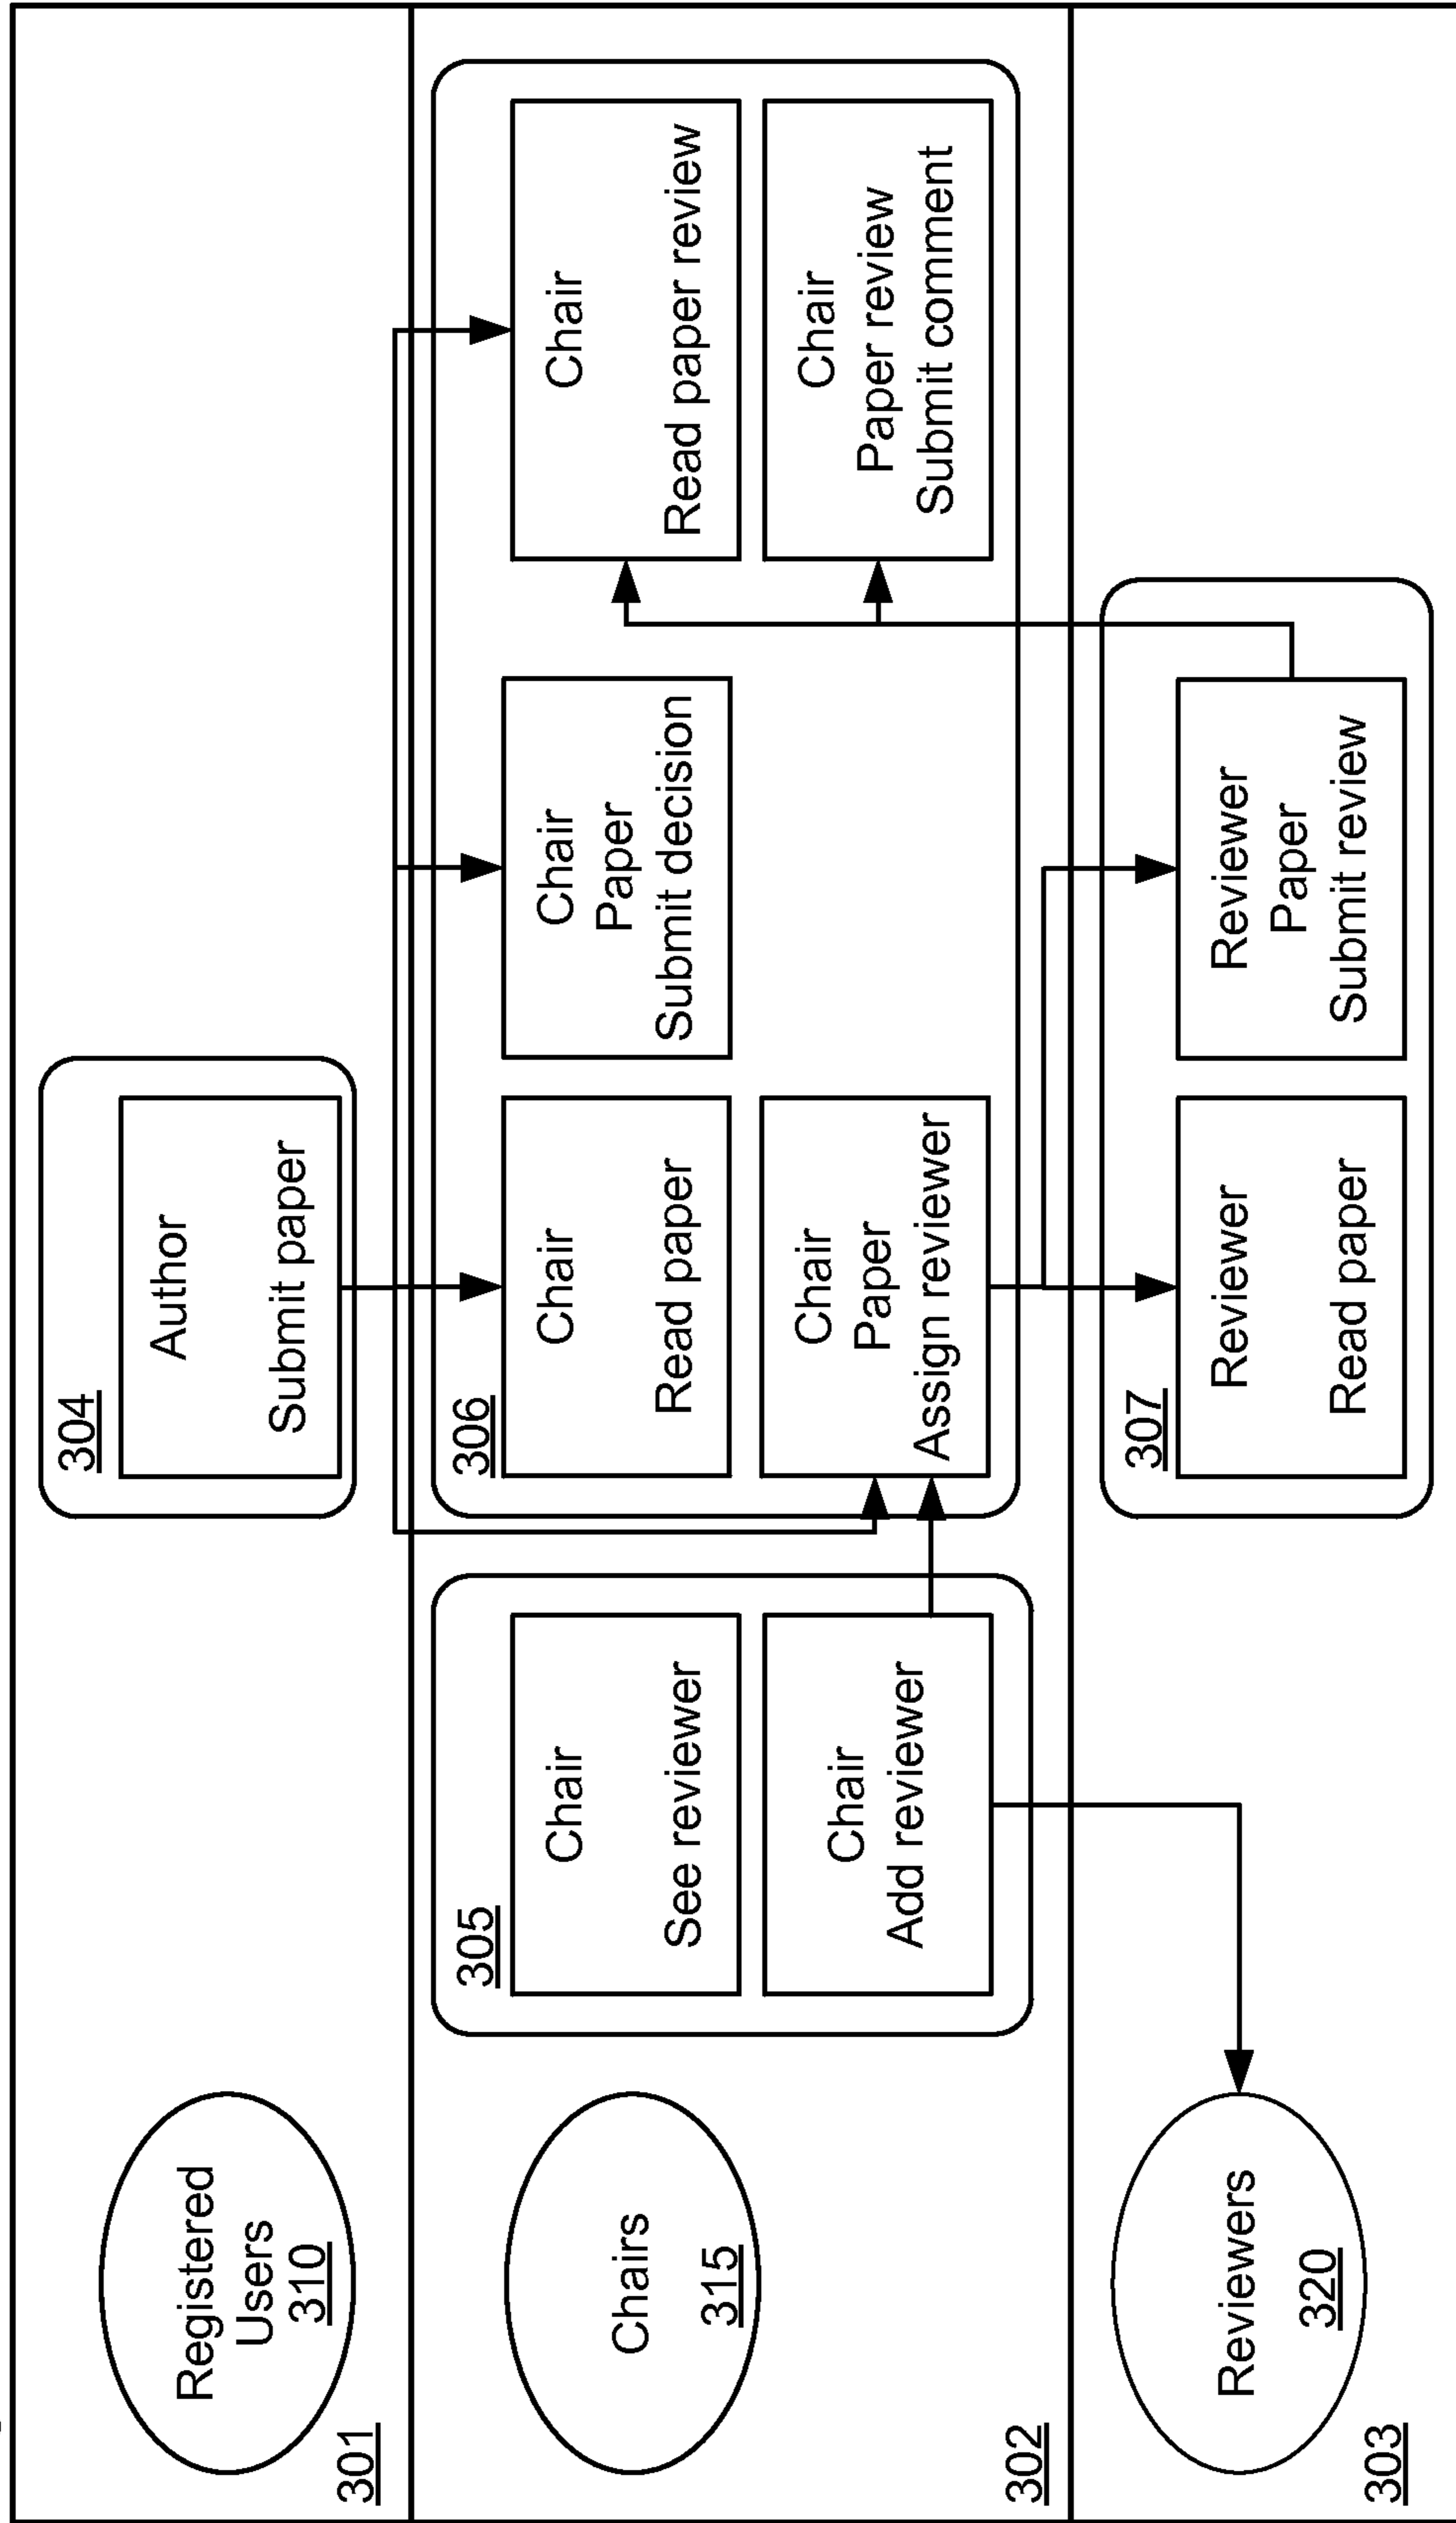 Registered
Users
310
301
304
Author
Submit paper
Chairs
315
302
305
Chair
See reviewer
Chair
Add reviewer
306
Chair
Read paper
Chair
Paper
Assign reviewer
Chair
Paper
Submit decision
Chair
Read paper review
Chair
Paper review
Submit comment
Reviewers
320
303
307
Reviewer
Read paper
Reviewer
Paper
Submit review